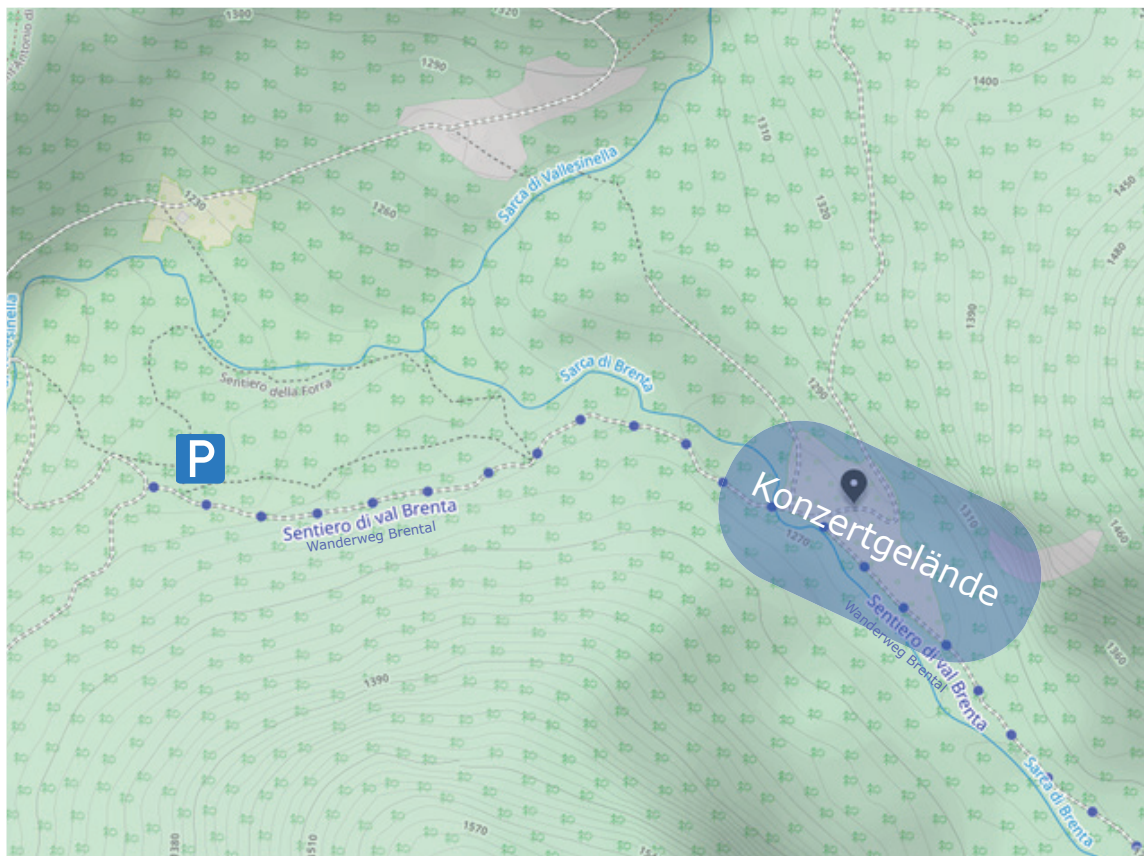 1300
1320
1290
1400
1310
1450
Sarca di Vallesinella
1230
1260
1320
1480
1390
Sarca di Brenta
Sentiero della Forra
1290
P
Konzertgelände
1310
Sentiero di val Brenta
Wanderweg Brental
1270
1460
Sentiero di val Brenta
Wanderweg Brental
1360
1390
Sarca di Brenta
1380
1510
1570